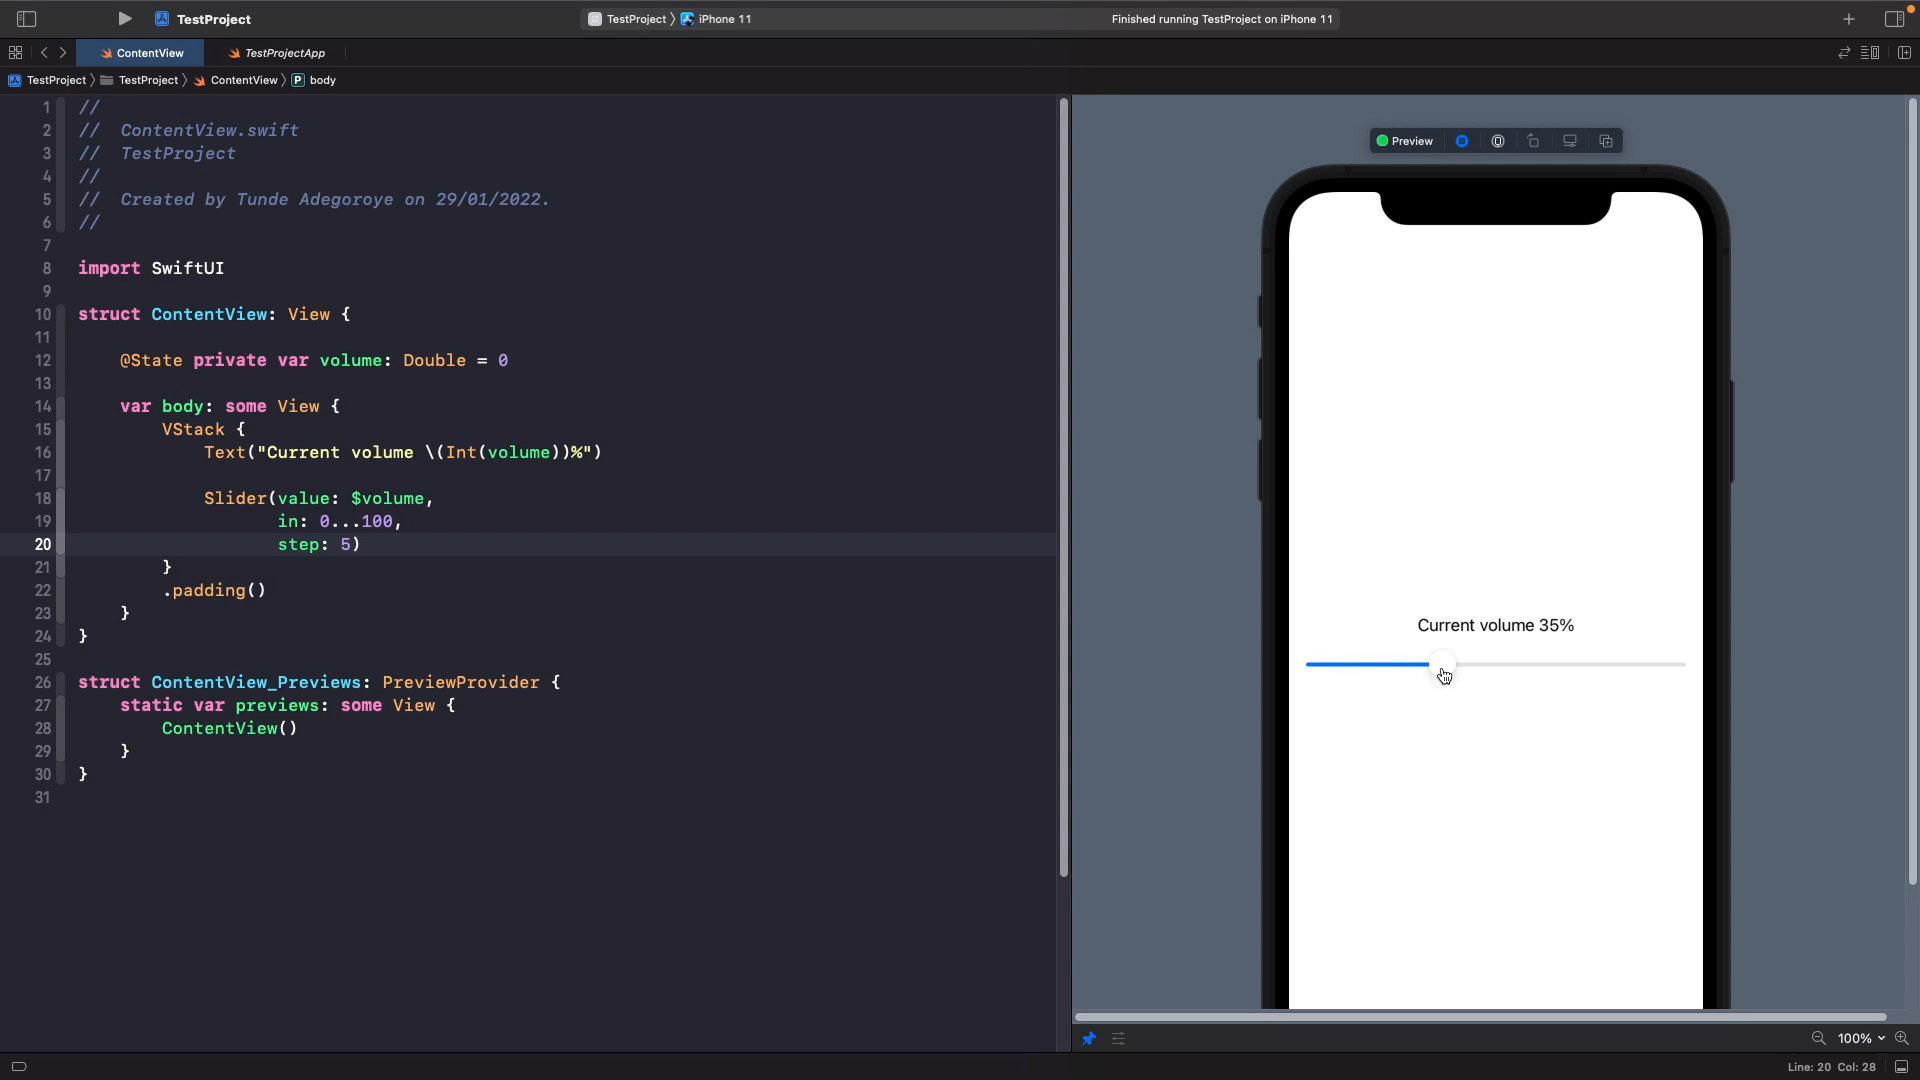 TestProject
TestProject 〉 iPhone 11
Finished running TestProject on iPhone 11
ContentView
TestProjectApp
TestProject 〉 TestProject 〉 ContentView 〉 P body
1 //
2 //  ContentView.swift
3 //  TestProject
4 //
5 //  Created by Tunde Adegoroye on 29/01/2022.
6 //
7
8 import SwiftUI
9
10 struct ContentView: View {
11
12     @State private var volume: Double = 0
13
14     var body: some View {
15         VStack {
16             Text("Current volume \(Int(volume))%")
17
18             Slider(value: $volume,
19                    in: 0...100,
20                    step: 5)
21         }
22         .padding()
23     }
24 }
25
26 struct ContentView_Previews: PreviewProvider {
27     static var previews: some View {
28         ContentView()
29     }
30 }
31
Preview
Current volume 35%
100%
Line: 20 Col: 28